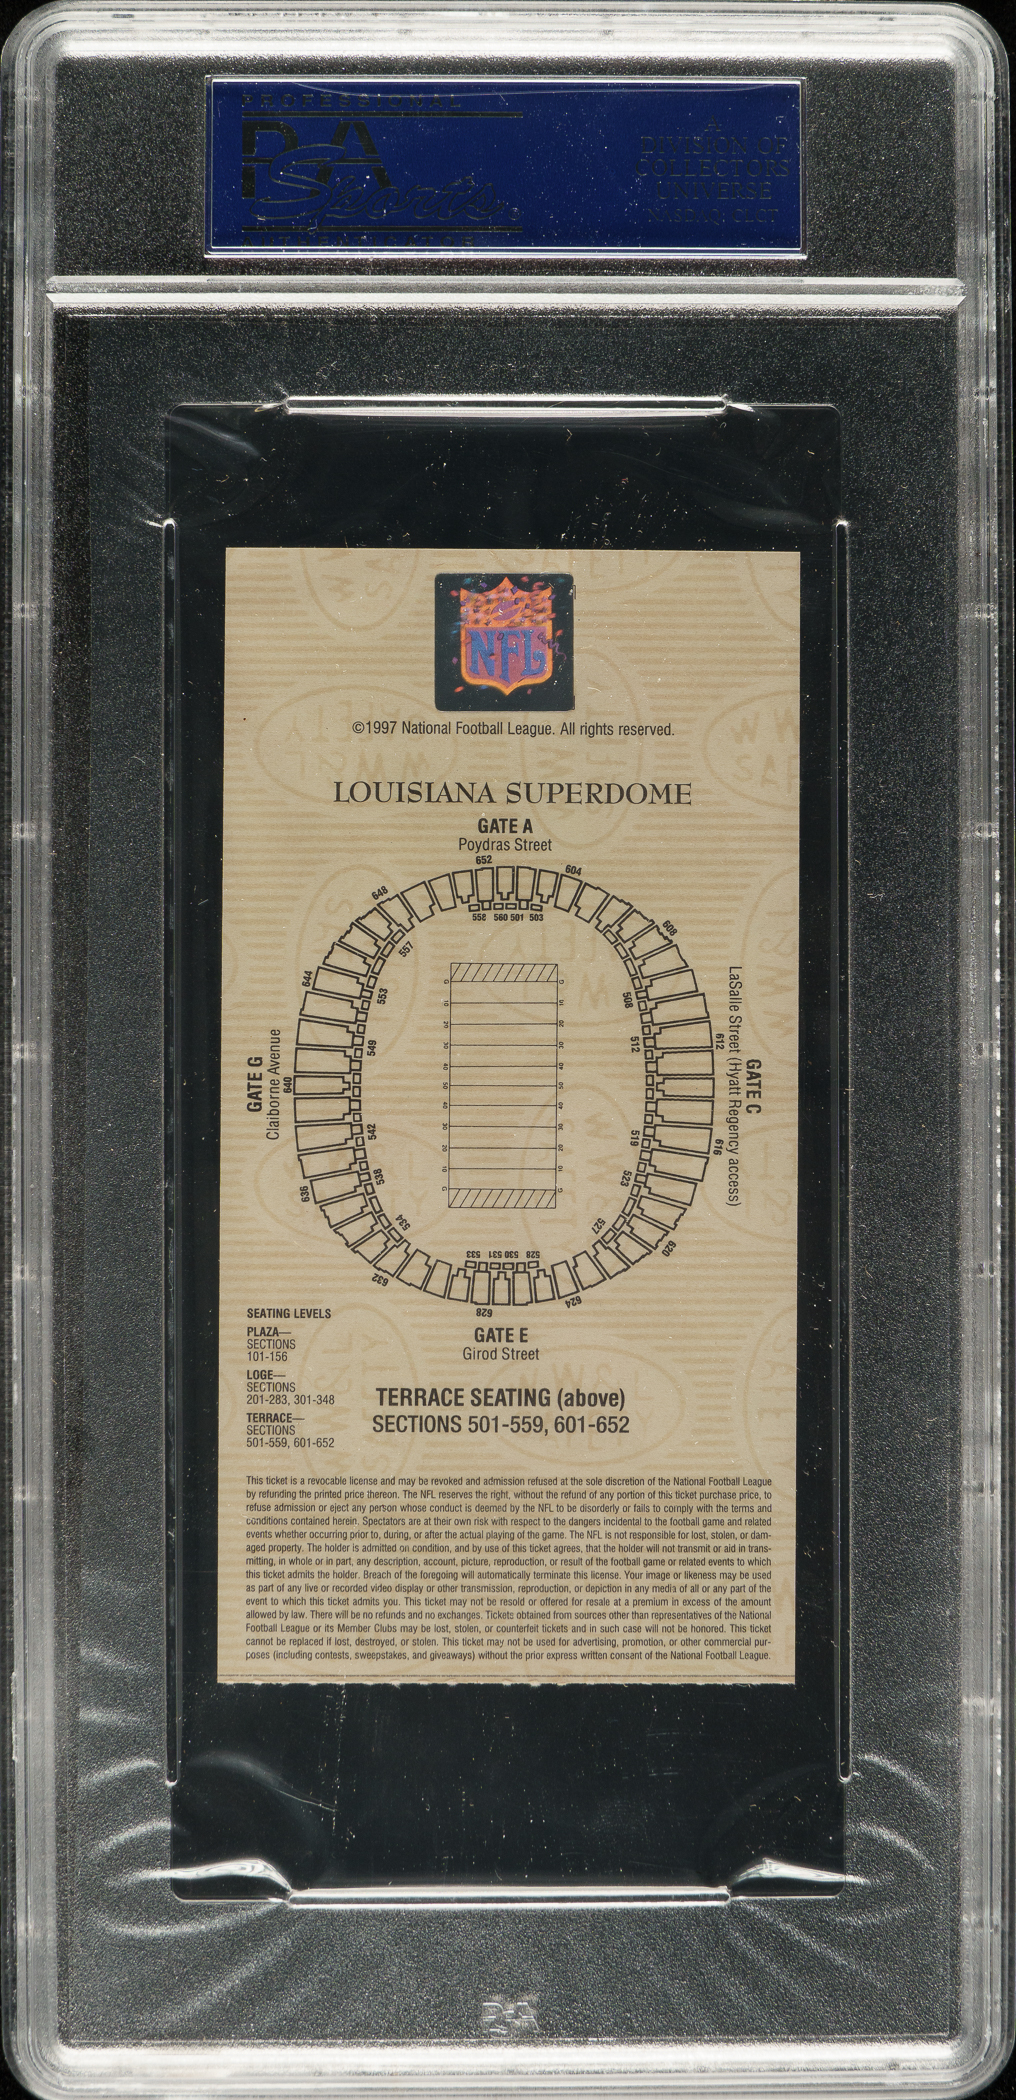 PROFESSIONAL
PSA
Sports
AUTHENTICATOR
A
DIVISION OF
COLLECTORS
UNIVERSE
NASDAQ: CLCT
NFL
©1997 National Football League. All rights reserved.
LOUISIANA SUPERDOME
GATE A
Poydras Street
652
604
648
608
558 560 501 503
557
644
553
508
549
512
612
GATE G
Claiborne Avenue
640
GATE C
LaSalle Street (Hyatt Regency access)
G 10 20 30 40 50 40 30 20 10 G
G 10 20 30 40 50 40 30 20 10 G
542
519
616
538
523
636
534
527
620
533 531 530 528
632
628
624
GATE E
Girod Street
SEATING LEVELS
PLAZA—
SECTIONS
101-156
LOGE—
SECTIONS
201-283, 301-348
TERRACE—
SECTIONS
501-559, 601-652
TERRACE SEATING (above)
SECTIONS 501-559, 601-652
This ticket is a revocable license and may be revoked and admission refused at the sole discretion of the National Football League
by refunding the printed price thereon. The NFL reserves the right, without the refund of any portion of this ticket purchase price, to
refuse admission or eject any person whose conduct is deemed by the NFL to be disorderly or fails to comply with the terms and
conditions contained herein. Spectators are at their own risk with respect to the dangers incidental to the football game and related
events whether occurring prior to, during, or after the actual playing of the game. The NFL is not responsible for lost, stolen, or dam-
aged property. The holder is admitted on condition, and by use of this ticket agrees, that the holder will not transmit or aid in trans-
mitting, in whole or in part, any description, account, picture, reproduction, or result of the football game or related events to which
this ticket admits the holder. Breach of the foregoing will automatically terminate this license. Your image or likeness may be used
as part of any live or recorded video display or other transmission, reproduction, or depiction in any media of all or any part of the
event to which this ticket admits you. This ticket may not be resold or offered for resale at a premium in excess of the amount
allowed by law. There will be no refunds and no exchanges. Tickets obtained from sources other than representatives of the National
Football League or its Member Clubs may be lost, stolen, or counterfeit tickets and in such case will not be honored. This ticket
cannot be replaced if lost, destroyed, or stolen. This ticket may not be used for advertising, promotion, or other commercial pur-
poses (including contests, sweepstakes, and giveaways) without the prior express written consent of the National Football League.
PSA